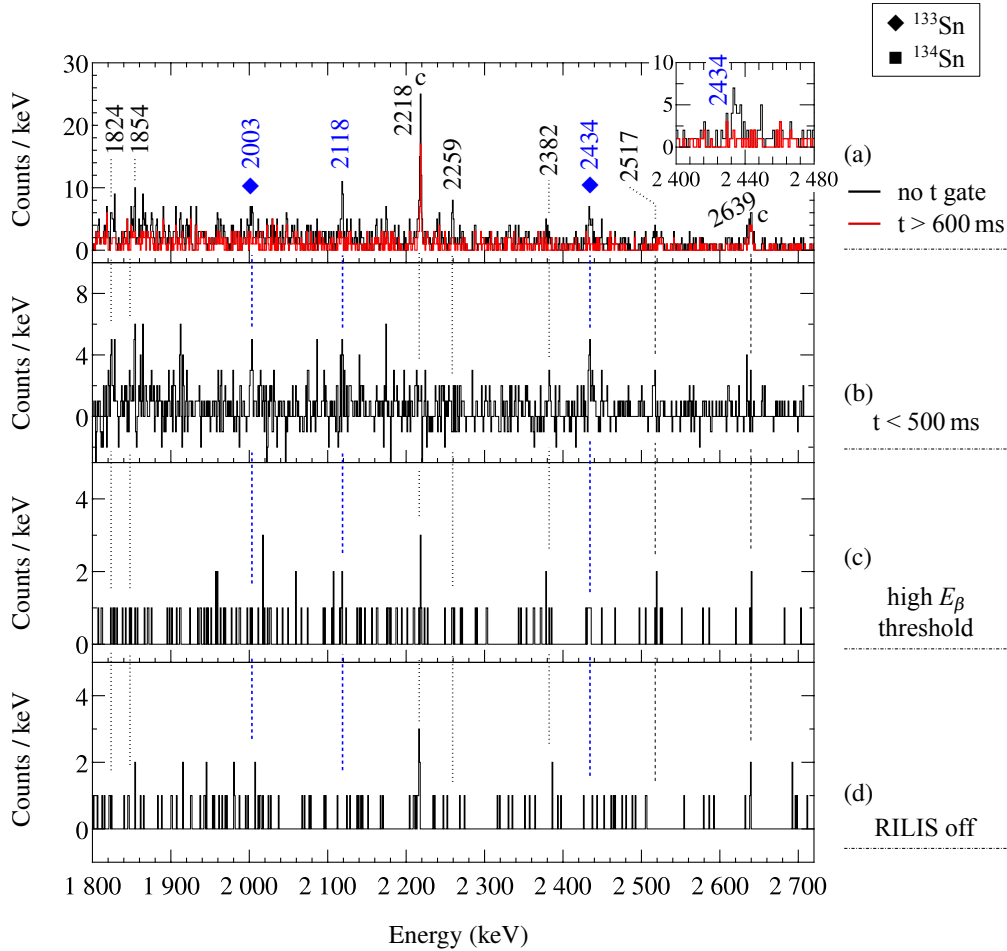 ◆ ¹³³Sn
■ ¹³⁴Sn
Counts / keV
30
20
10
0
1824
1854
2003
2118
2218
c
2259
2382
2434
2517
2639
c
10
5
0
2434
2 400
2 440
2 480
(a)
no t gate
t > 600 ms
Counts / keV
8
4
0
(b)
t < 500 ms
Counts / keV
4
2
0
(c)
high Eβ
threshold
Counts / keV
4
2
0
(d)
RILIS off
1 800 1 900 2 000 2 100 2 200 2 300 2 400 2 500 2 600 2 700
Energy (keV)